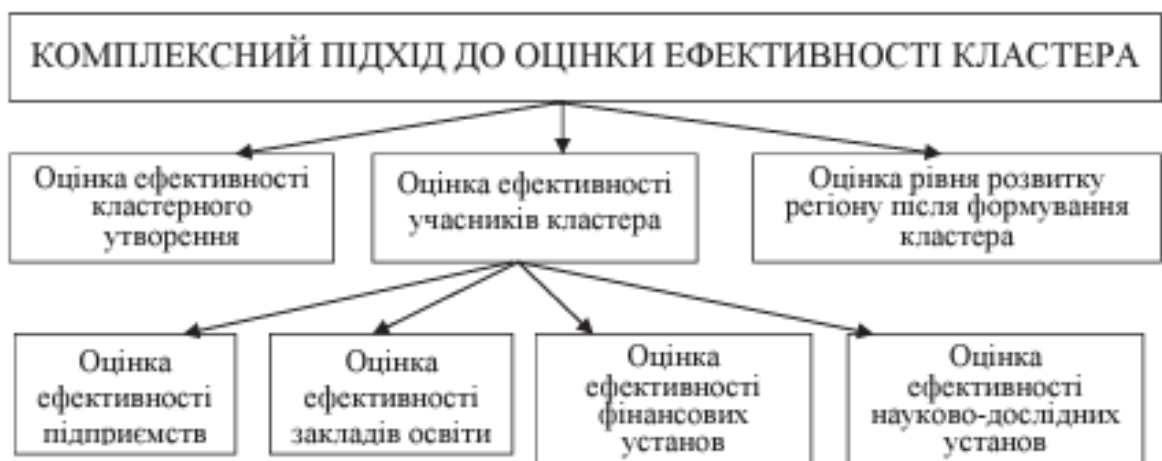 КОМПЛЕКСНИЙ ПІДХІД ДО ОЦІНКИ ЕФЕКТИВНОСТІ КЛАСТЕРА
Оцінка ефективності
кластерного
утворення
Оцінка ефективності
учасників кластера
Оцінка рівня розвитку
регіону після формування
кластера
Оцінка
ефективності
підприємств
Оцінка
ефективності
закладів освіти
Оцінка
ефективності
фінансових
установ
Оцінка
ефективності
науково-дослідних
установ